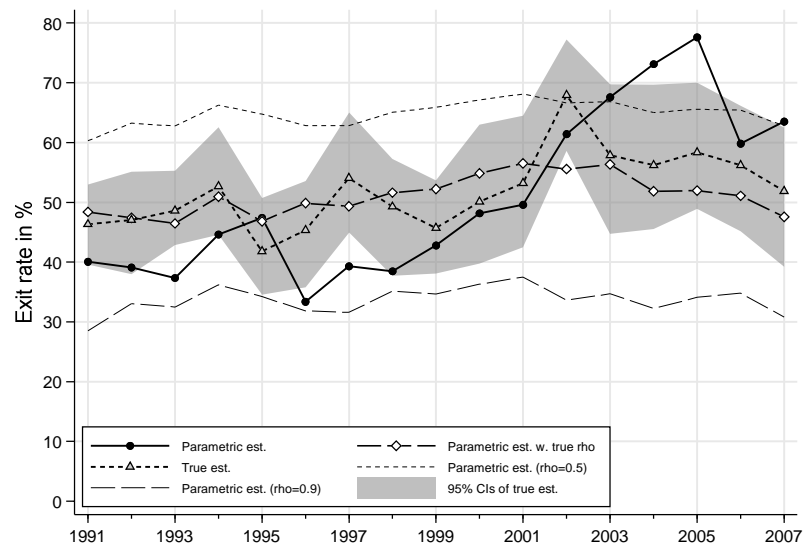 80
70
60
50
40
30
20
10
0
Exit rate in %
Parametric est.
Parametric est. w. true rho
True est.
Parametric est. (rho=0.5)
Parametric est. (rho=0.9)
95% CIs of true est.
1991 1993 1995 1997 1999 2001 2003 2005 2007